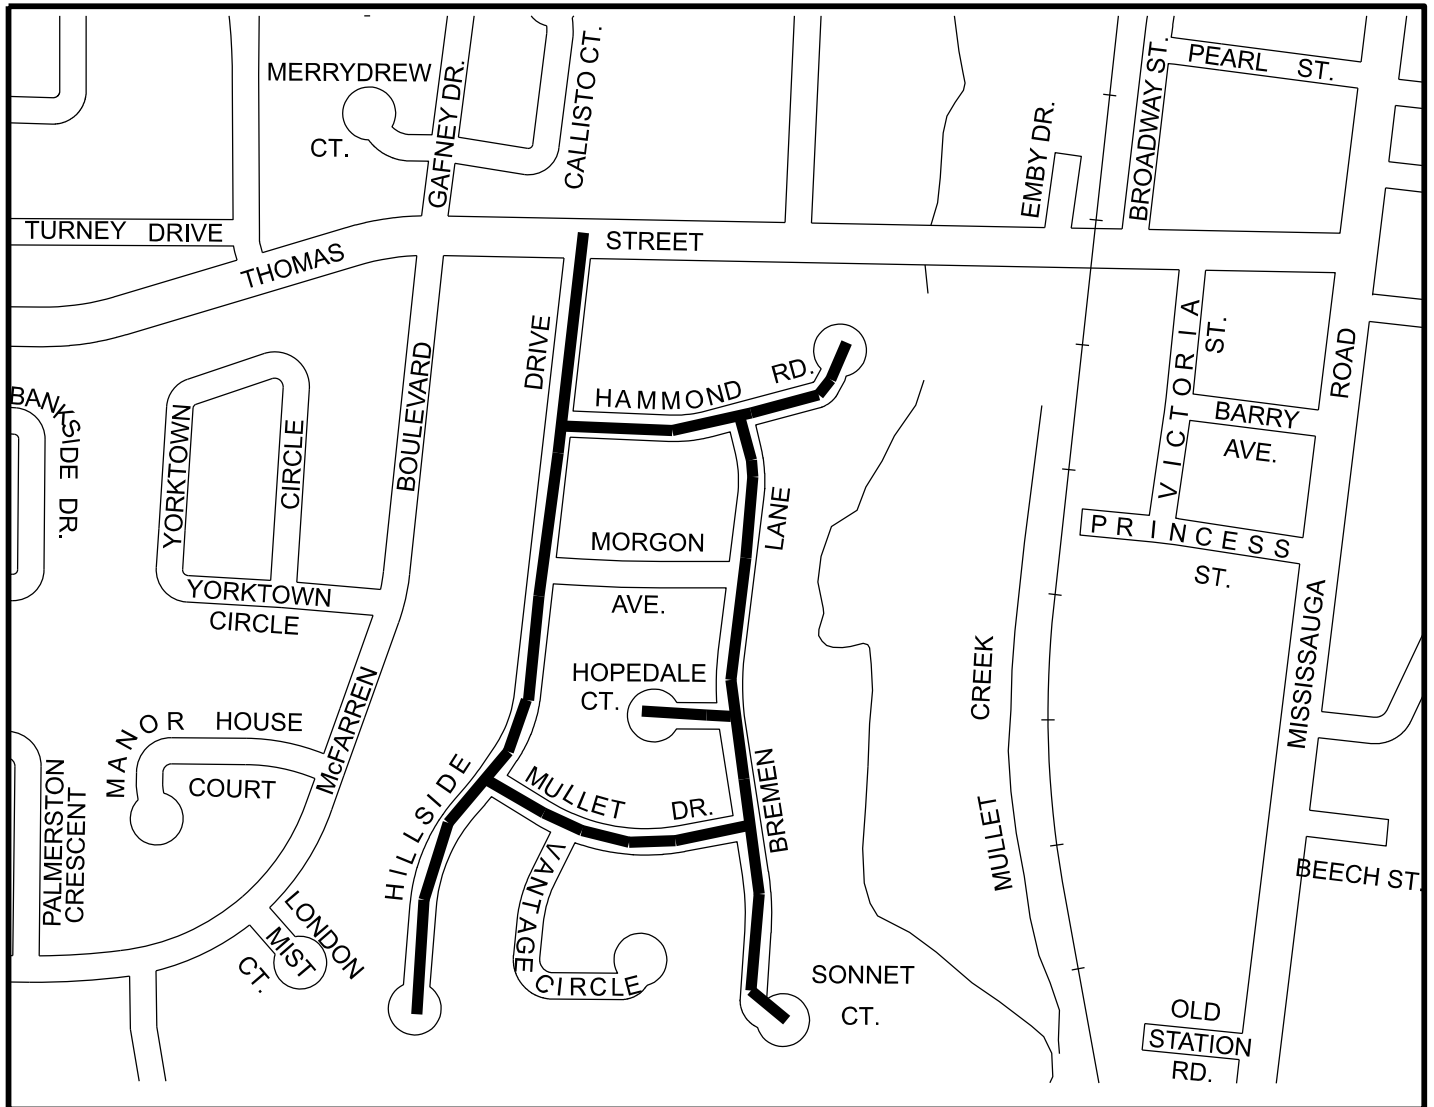 MERRYDREW
CT.
GAFNEY DR.
CALLISTO CT.
EMBY DR.
BROADWAY ST.
PEARL ST.
TURNEY DRIVE
THOMAS
STREET
BANKSIDE DR.
YORKTOWN
CIRCLE
YORKTOWN
CIRCLE
BOULEVARD
DRIVE
HAMMOND RD.
LANE
MORGON
AVE.
HOPEDALE
CT.
VICTORIA
ST.
BARRY
AVE.
ROAD
PRINCESS
ST.
MISSISSAUGA
CREEK
MULLET
MANOR HOUSE
COURT
McFARREN
PALMERSTON
CRESCENT
HILLSIDE
MULLET DR.
BREMEN
VANTAGE
CIRCLE
LONDON
MIST
CT.
SONNET
CT.
BEECH ST.
OLD
STATION
RD.